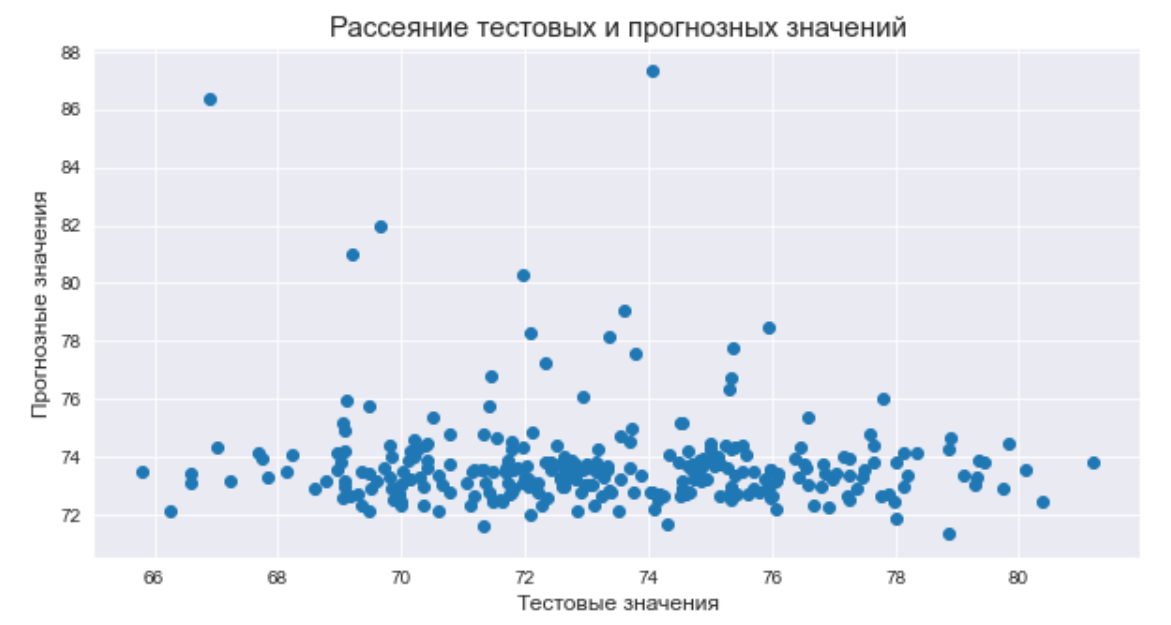 Рассеяние тестовых и прогнозных значений
88
86
84
82
80
78
76
74
72
Прогнозные значения
66 68 70 72 74 76 78 80
Тестовые значения